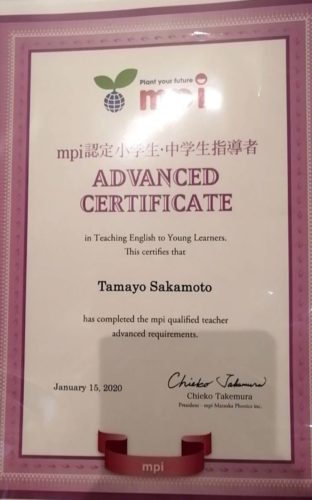 Plant your future
mpi
mpi認定小学生・中学生指導者
ADVANCED
CERTIFICATE
in Teaching English to Young Learners.
This certifies that
Tamayo Sakamoto
has completed the mpi qualified teacher
advanced requirements.
January 15, 2020
Chieko Takemura
Chieko Takemura
President - mpi Matsuka Phonics inc.
mpi